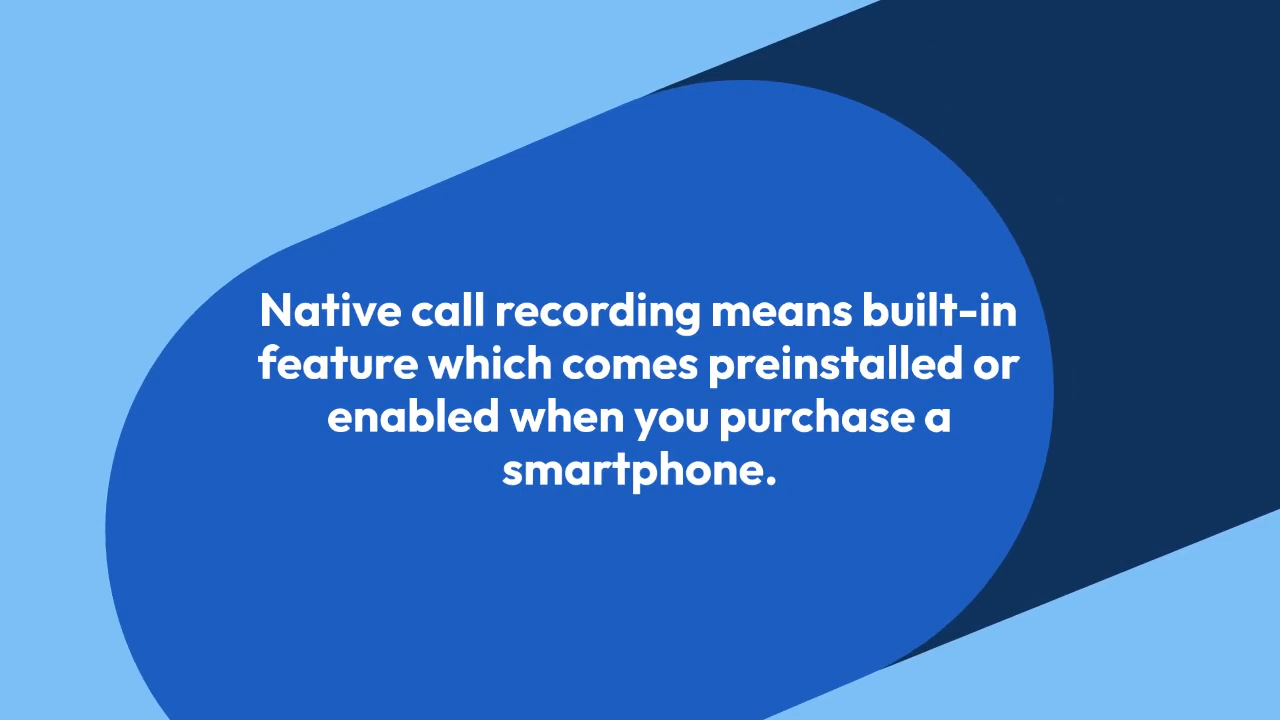 Native call recording means built-in
feature which comes preinstalled or
enabled when you purchase a
smartphone.